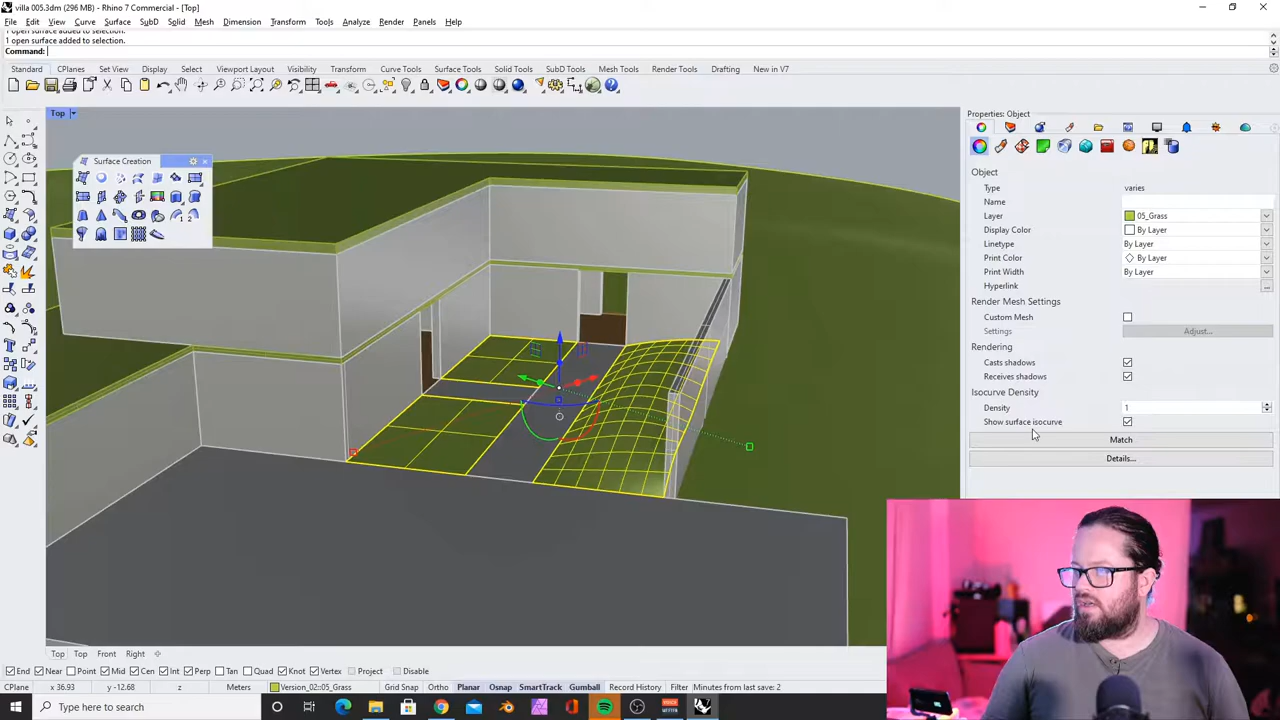 villa 005.3dm (296 MB) - Rhino 7 Commercial - [Top]
File Edit View Curve Surface SubD Solid Mesh Dimension Transform Tools Analyze Render Panels Help
1 open surface added to selection.
1 open surface added to selection.
Command:
Standard CPlanes Set View Display Select Viewport Layout Visibility Transform Curve Tools Surface Tools Solid Tools SubD Tools Mesh Tools Render Tools Drafting New in V7
Top
Surface Creation
Properties: Object
Object
Type varies
Name
Layer 05_Grass
Display Color By Layer
Linetype By Layer
Print Color By Layer
Print Width By Layer
Hyperlink ...
Render Mesh Settings
Custom Mesh
Settings Adjust...
Rendering
Casts shadows
Receives shadows
Isocurve Density
Density 1
Show surface isocurve
Match
Details...
Top Top Front Right
End Near Point Mid Cen Int Perp Tan Quad Knot Vertex Project Disable
CPlane x 36.93 y -12.68 z Meters Version_02::05_Grass Grid Snap Ortho Planar Osnap SmartTrack Gumball Record History Filter Minutes from last save: 2
Type here to search